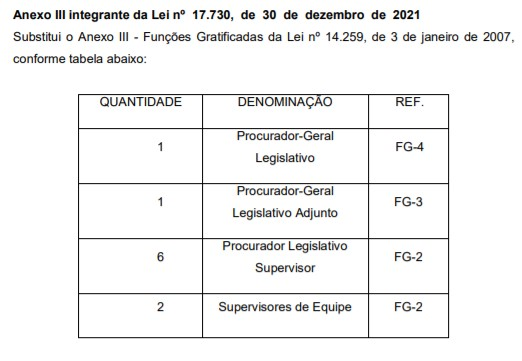 Anexo III integrante da Lei nº 17.730, de 30 de dezembro de 2021
Substitui o Anexo III - Funções Gratificadas da Lei nº 14.259, de 3 de janeiro de 2007,
conforme tabela abaixo:
QUANTIDADE DENOMINAÇÃO REF.
1 Procurador-Geral Legislativo FG-4
1 Procurador-Geral Legislativo Adjunto FG-3
6 Procurador Legislativo Supervisor FG-2
2 Supervisores de Equipe FG-2